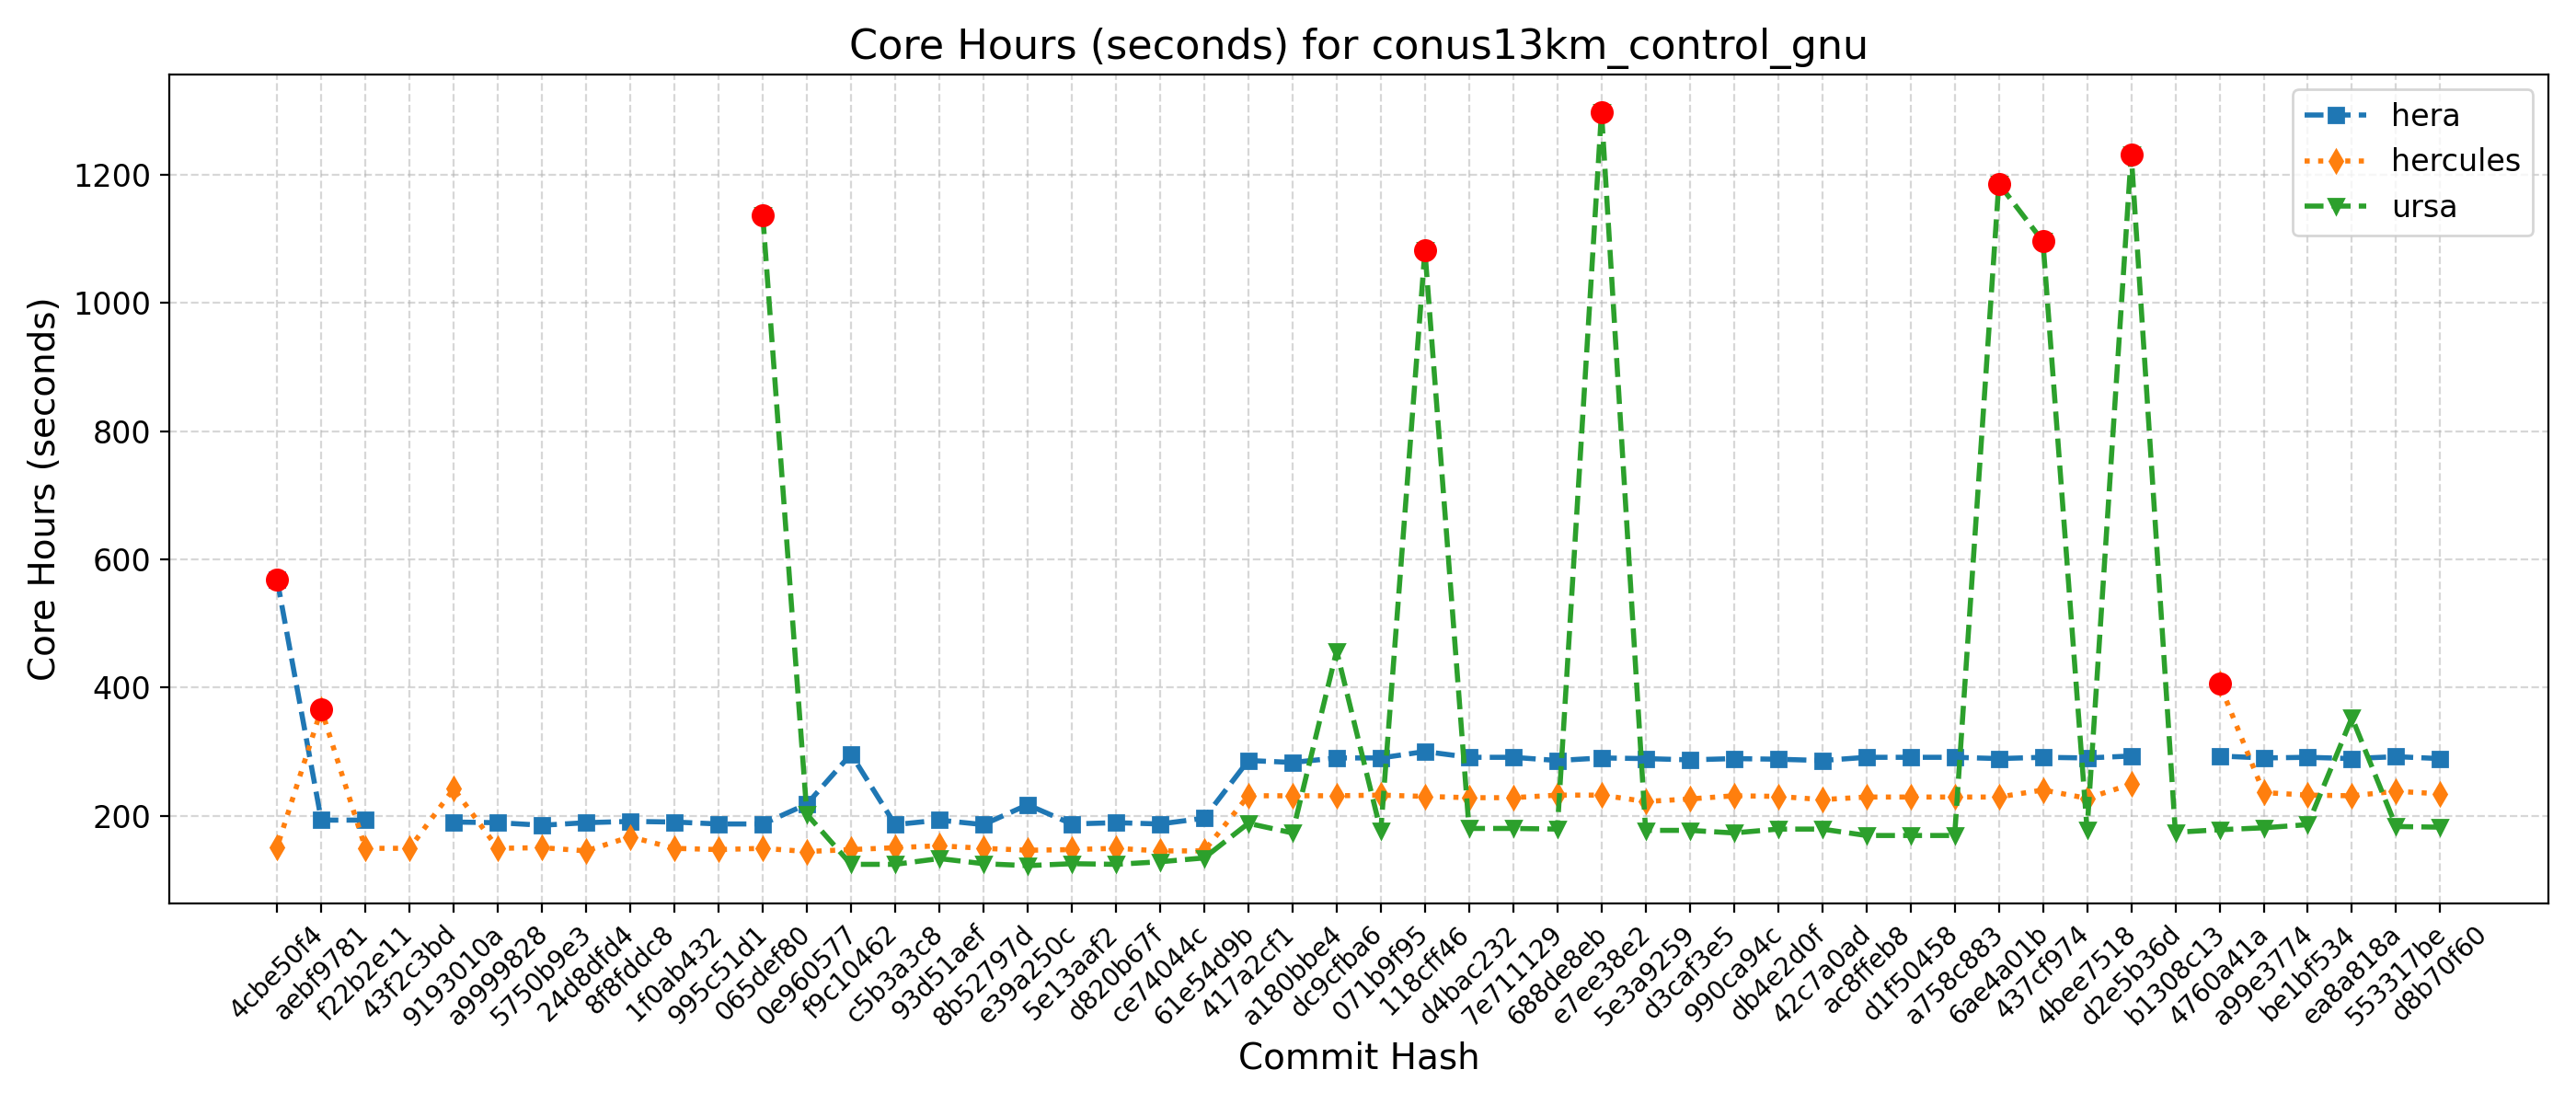 Core Hours (seconds) for conus13km_control_gnu
hera
hercules
ursa
Core Hours (seconds)
1200
1000
800
600
400
200
4cbe50f4
aebf9781
f22b2e11
43f2c3bd
9193010a
a9999828
5750b9e3
24d8dfd4
8f8fddc8
1f0ab432
995c51d1
065def80
0e960577
f9c10462
c5b3a3c8
93d51aef
8b52797d
e39a250c
5e13aaf2
d820b67f
ce74044c
61e54d9b
417a2cf1
a180bbe4
dc9cfba6
071b9f95
118cff46
d4bac232
7e711129
688de8eb
e7ee38e2
5e3a9259
d3caf3e5
990ca94c
db4e2d0f
42c7a0ad
ac8ffeb8
d1f50458
a758c883
6ae4a01b
437cf974
4bee7518
d2e5b36d
b1308c13
4760a41a
a99e3774
be1bf534
ea8a818a
553317be
d8b70f60
Commit Hash